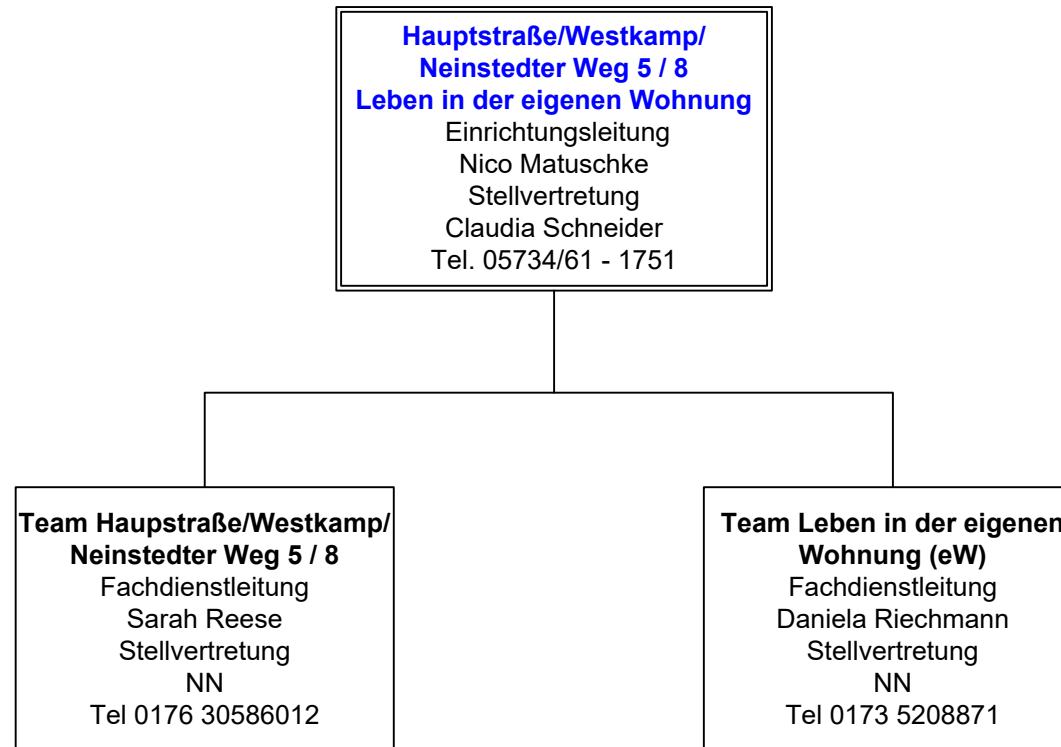 Hauptstraße/Westkamp/
Neinstedter Weg 5 / 8
Leben in der eigenen Wohnung
Einrichtungsleitung
Nico Matuschke
Stellvertretung
Claudia Schneider
Tel. 05734/61 - 1751
Team Haupstraße/Westkamp/
Neinstedter Weg 5 / 8
Fachdienstleitung
Sarah Reese
Stellvertretung
NN
Tel 0176 30586012
Team Leben in der eigenen
Wohnung (eW)
Fachdienstleitung
Daniela Riechmann
Stellvertretung
NN
Tel 0173 5208871